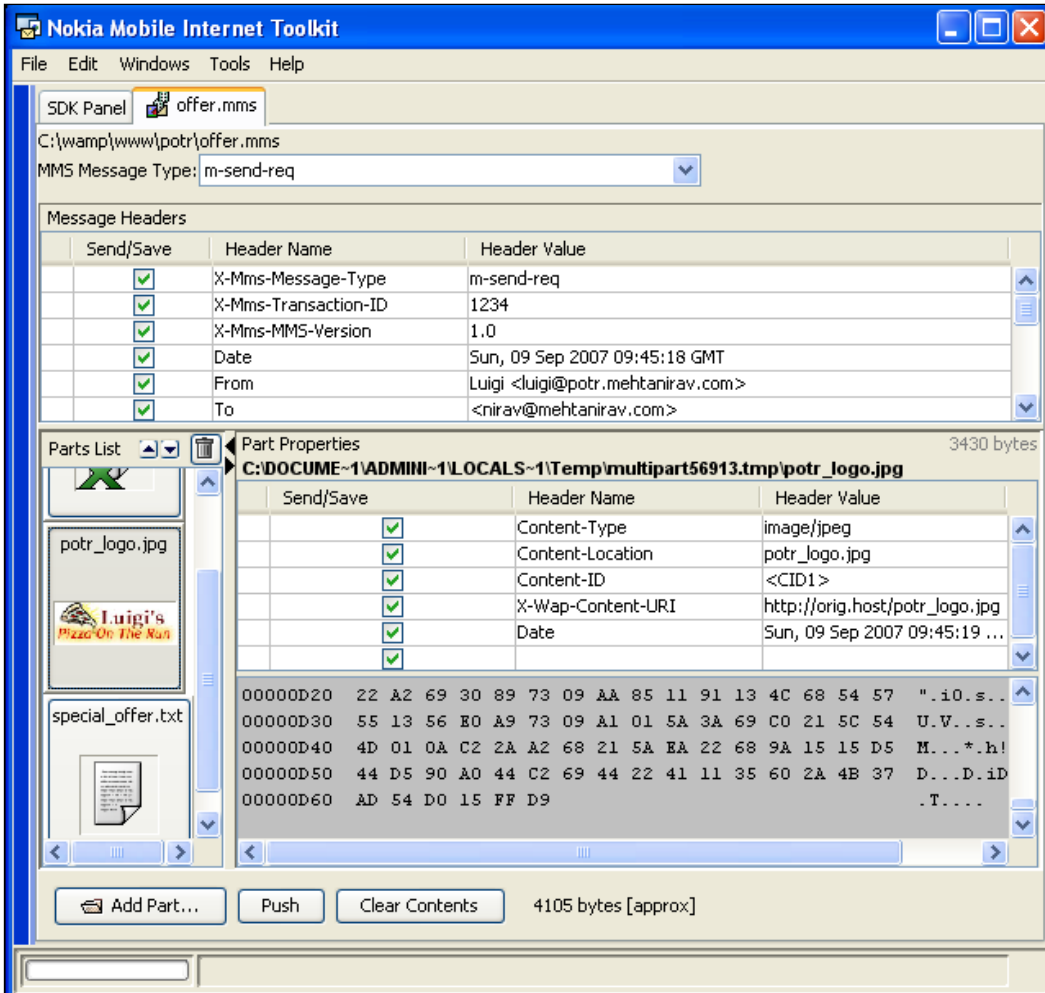 Nokia Mobile Internet Toolkit
File Edit Windows Tools Help
SDK Panel offer.mms
C:\wamp\www\potr\offer.mms
MMS Message Type: m-send-req
Message Headers
Send/Save Header Name Header Value
X-Mms-Message-Type m-send-req
X-Mms-Transaction-ID 1234
X-Mms-MMS-Version 1.0
Date Sun, 09 Sep 2007 09:45:18 GMT
From Luigi <luigi@potr.mehtanirav.com>
To <nirav@mehtanirav.com>
Parts List
potr_logo.jpg
Luigi's
Pizza On The Run
special_offer.txt
Part Properties 3430 bytes
C:\DOCUME~1\ADMINI~1\LOCALS~1\Temp\multipart56913.tmp\potr_logo.jpg
Send/Save Header Name Header Value
Content-Type image/jpeg
Content-Location potr_logo.jpg
Content-ID <CID1>
X-Wap-Content-URI http://orig.host/potr_logo.jpg
Date Sun, 09 Sep 2007 09:45:19 ...
00000D20 22 A2 69 30 89 73 09 AA 85 11 91 13 4C 68 54 57 ".i0.s..
00000D30 55 13 56 E0 A9 73 09 A1 01 5A 3A 69 C0 21 5C 54 U.V..s..
00000D40 4D 01 0A C2 2A A2 68 21 5A EA 22 68 9A 15 15 D5 M...*.h!
00000D50 44 D5 90 A0 44 C2 69 44 22 41 11 35 60 2A 4B 37 D...D.iD
00000D60 AD 54 D0 15 FF D9 .T....
Add Part... Push Clear Contents 4105 bytes [approx]